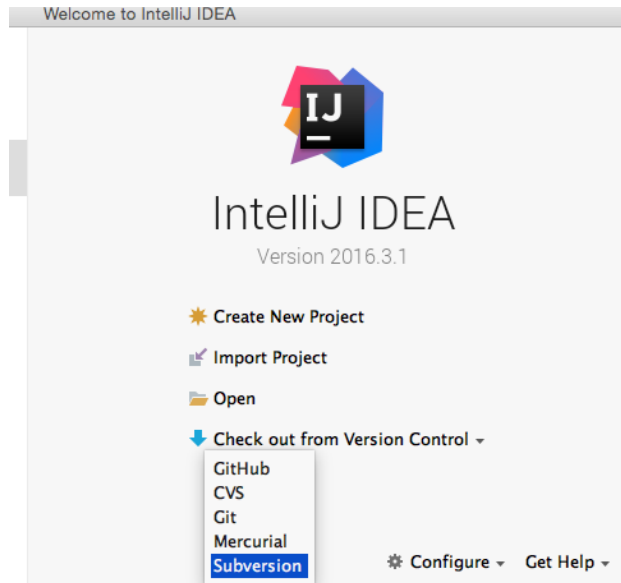 Welcome to IntelliJ IDEA
IJ
IntelliJ IDEA
Version 2016.3.1
Create New Project
Import Project
Open
Check out from Version Control
GitHub
CVS
Git
Mercurial
Subversion
Configure Get Help